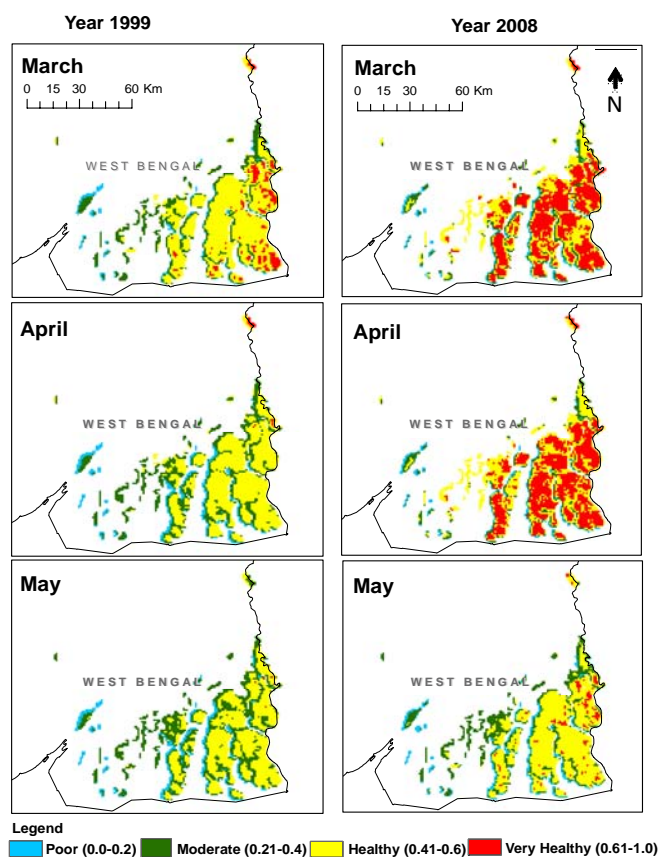 Year 1999
Year 2008
March
0 15 30 60 Km
WEST BENGAL
March
0 15 30 60 Km
N
WEST BENGAL
April
WEST BENGAL
April
WEST BENGAL
May
WEST BENGAL
May
WEST BENGAL
Legend
Poor (0.0-0.2) Moderate (0.21-0.4) Healthy (0.41-0.6) Very Healthy (0.61-1.0)